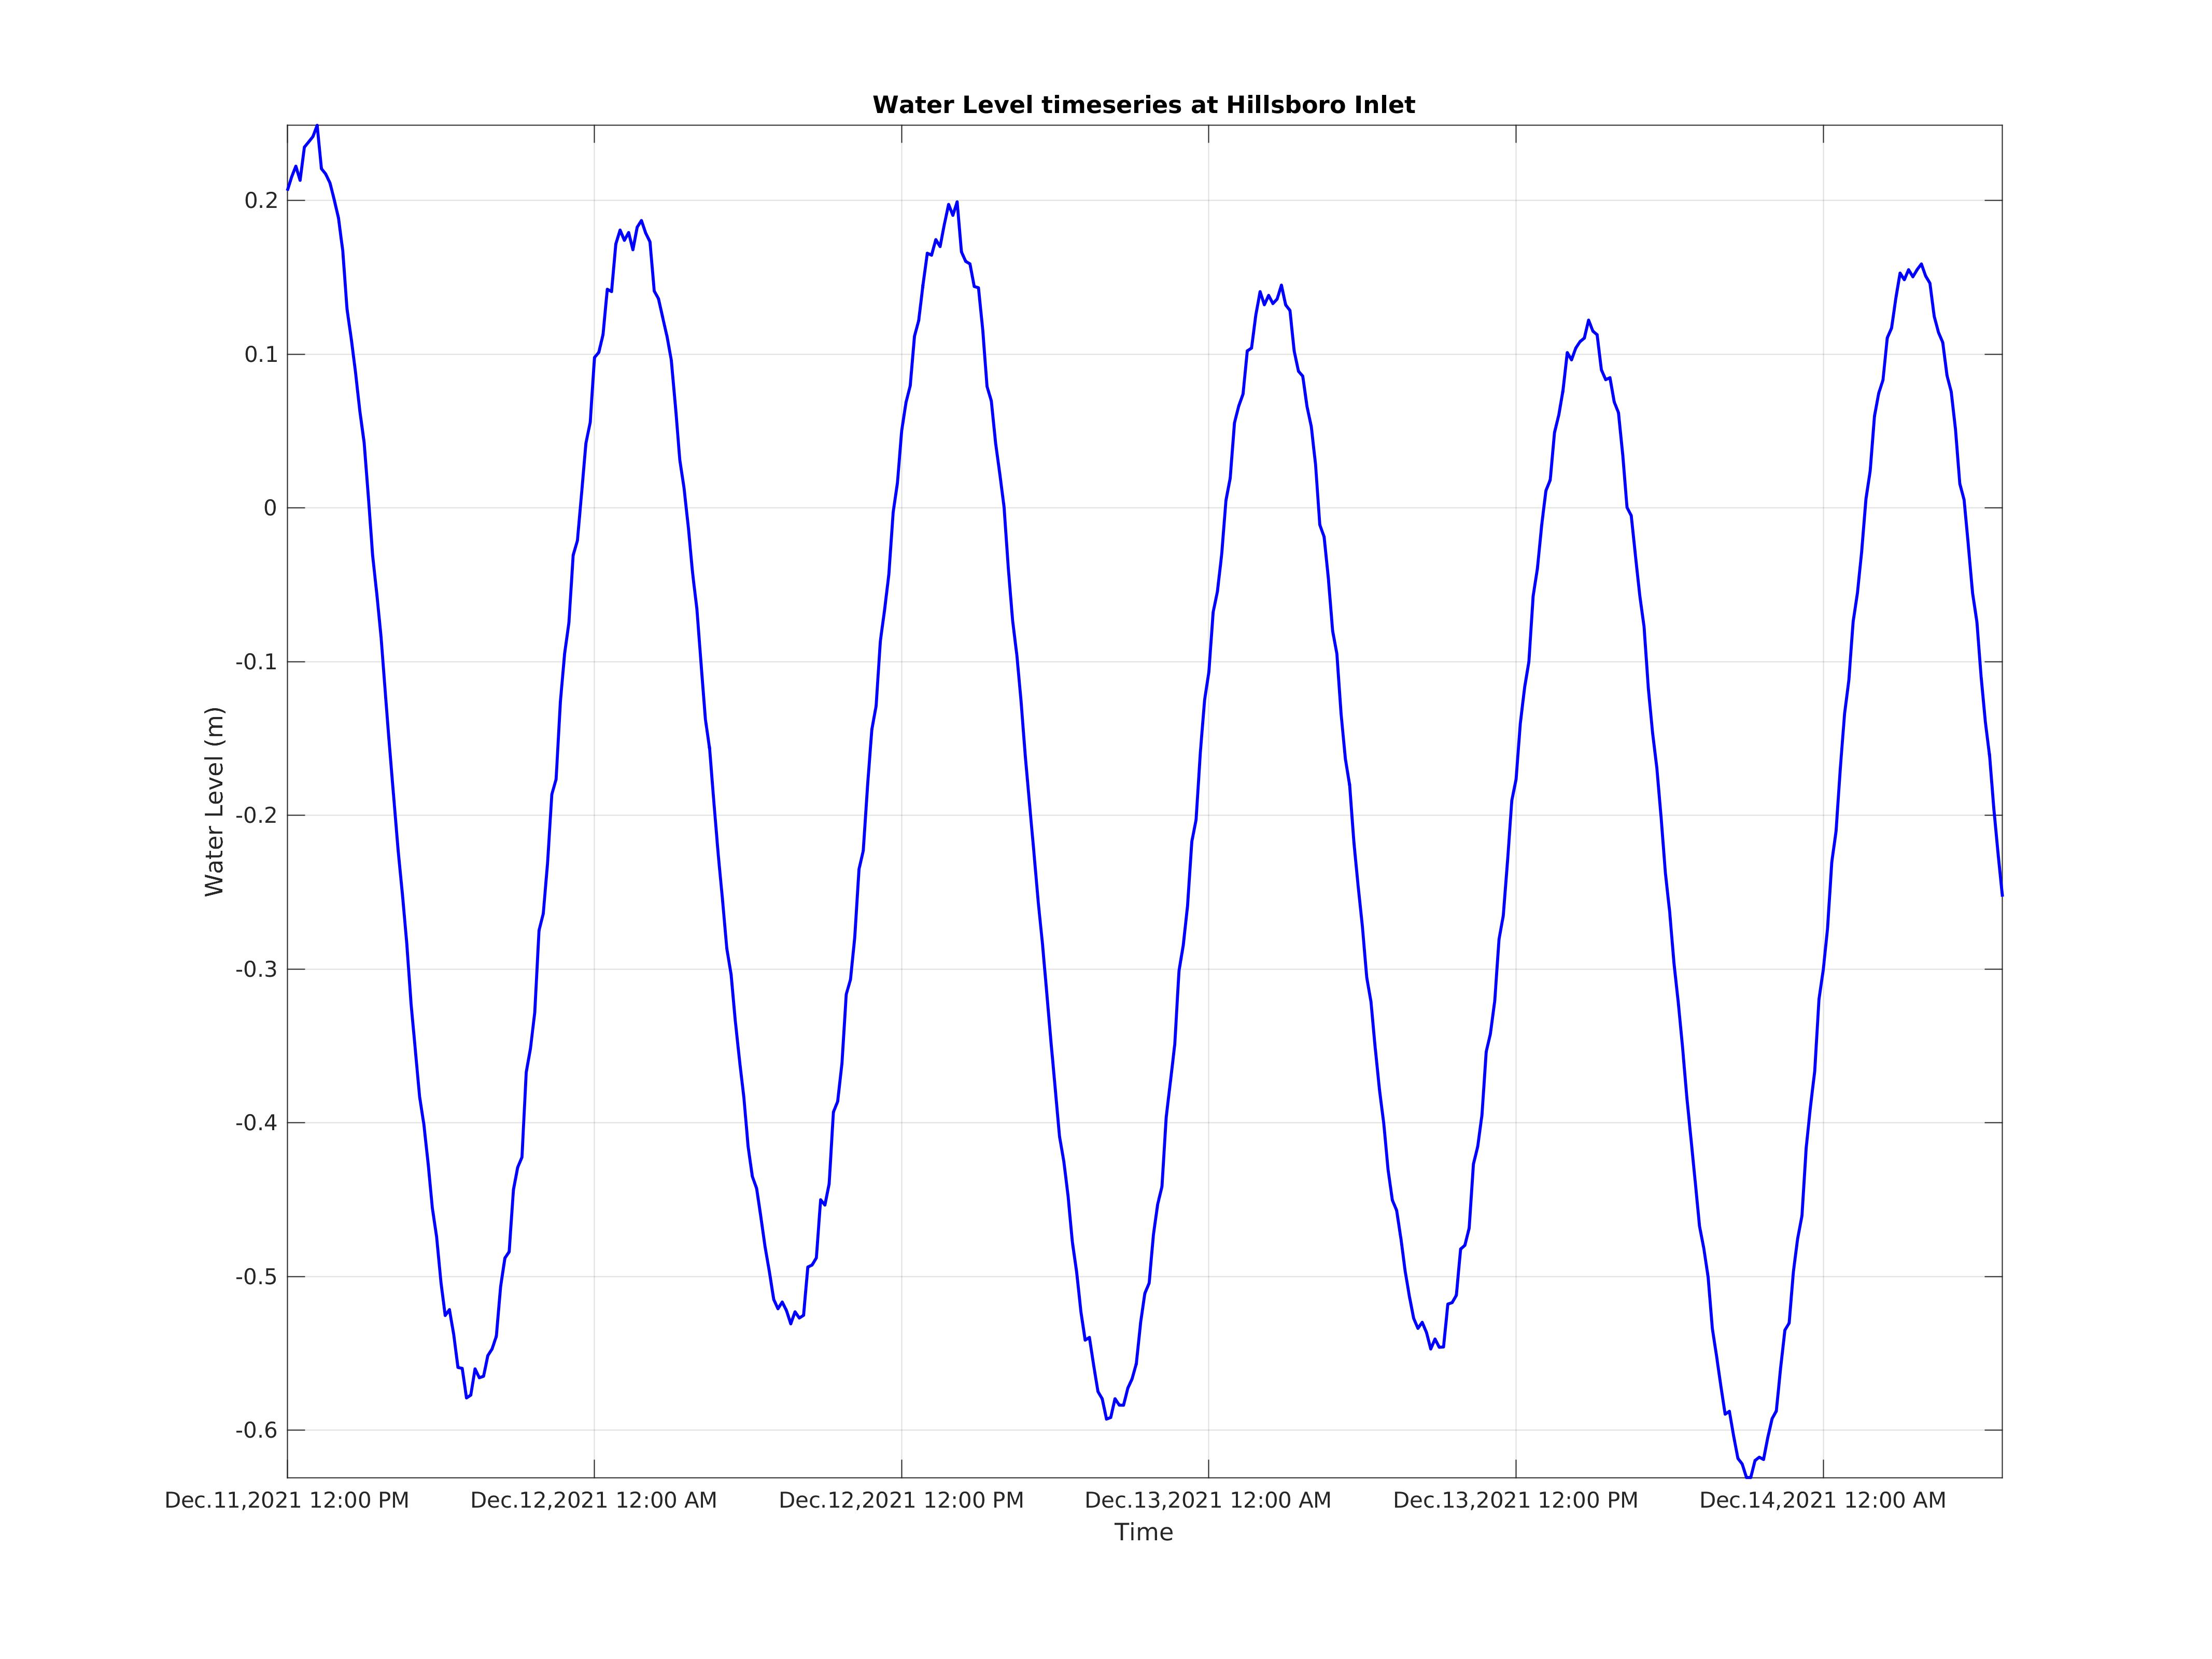 Water Level timeseries at Hillsboro Inlet
0.2
0.1
0
-0.1
-0.2
-0.3
-0.4
-0.5
-0.6
Water Level (m)
Dec.11,2021 12:00 PM
Dec.12,2021 12:00 AM
Dec.12,2021 12:00 PM
Dec.13,2021 12:00 AM
Dec.13,2021 12:00 PM
Dec.14,2021 12:00 AM
Time